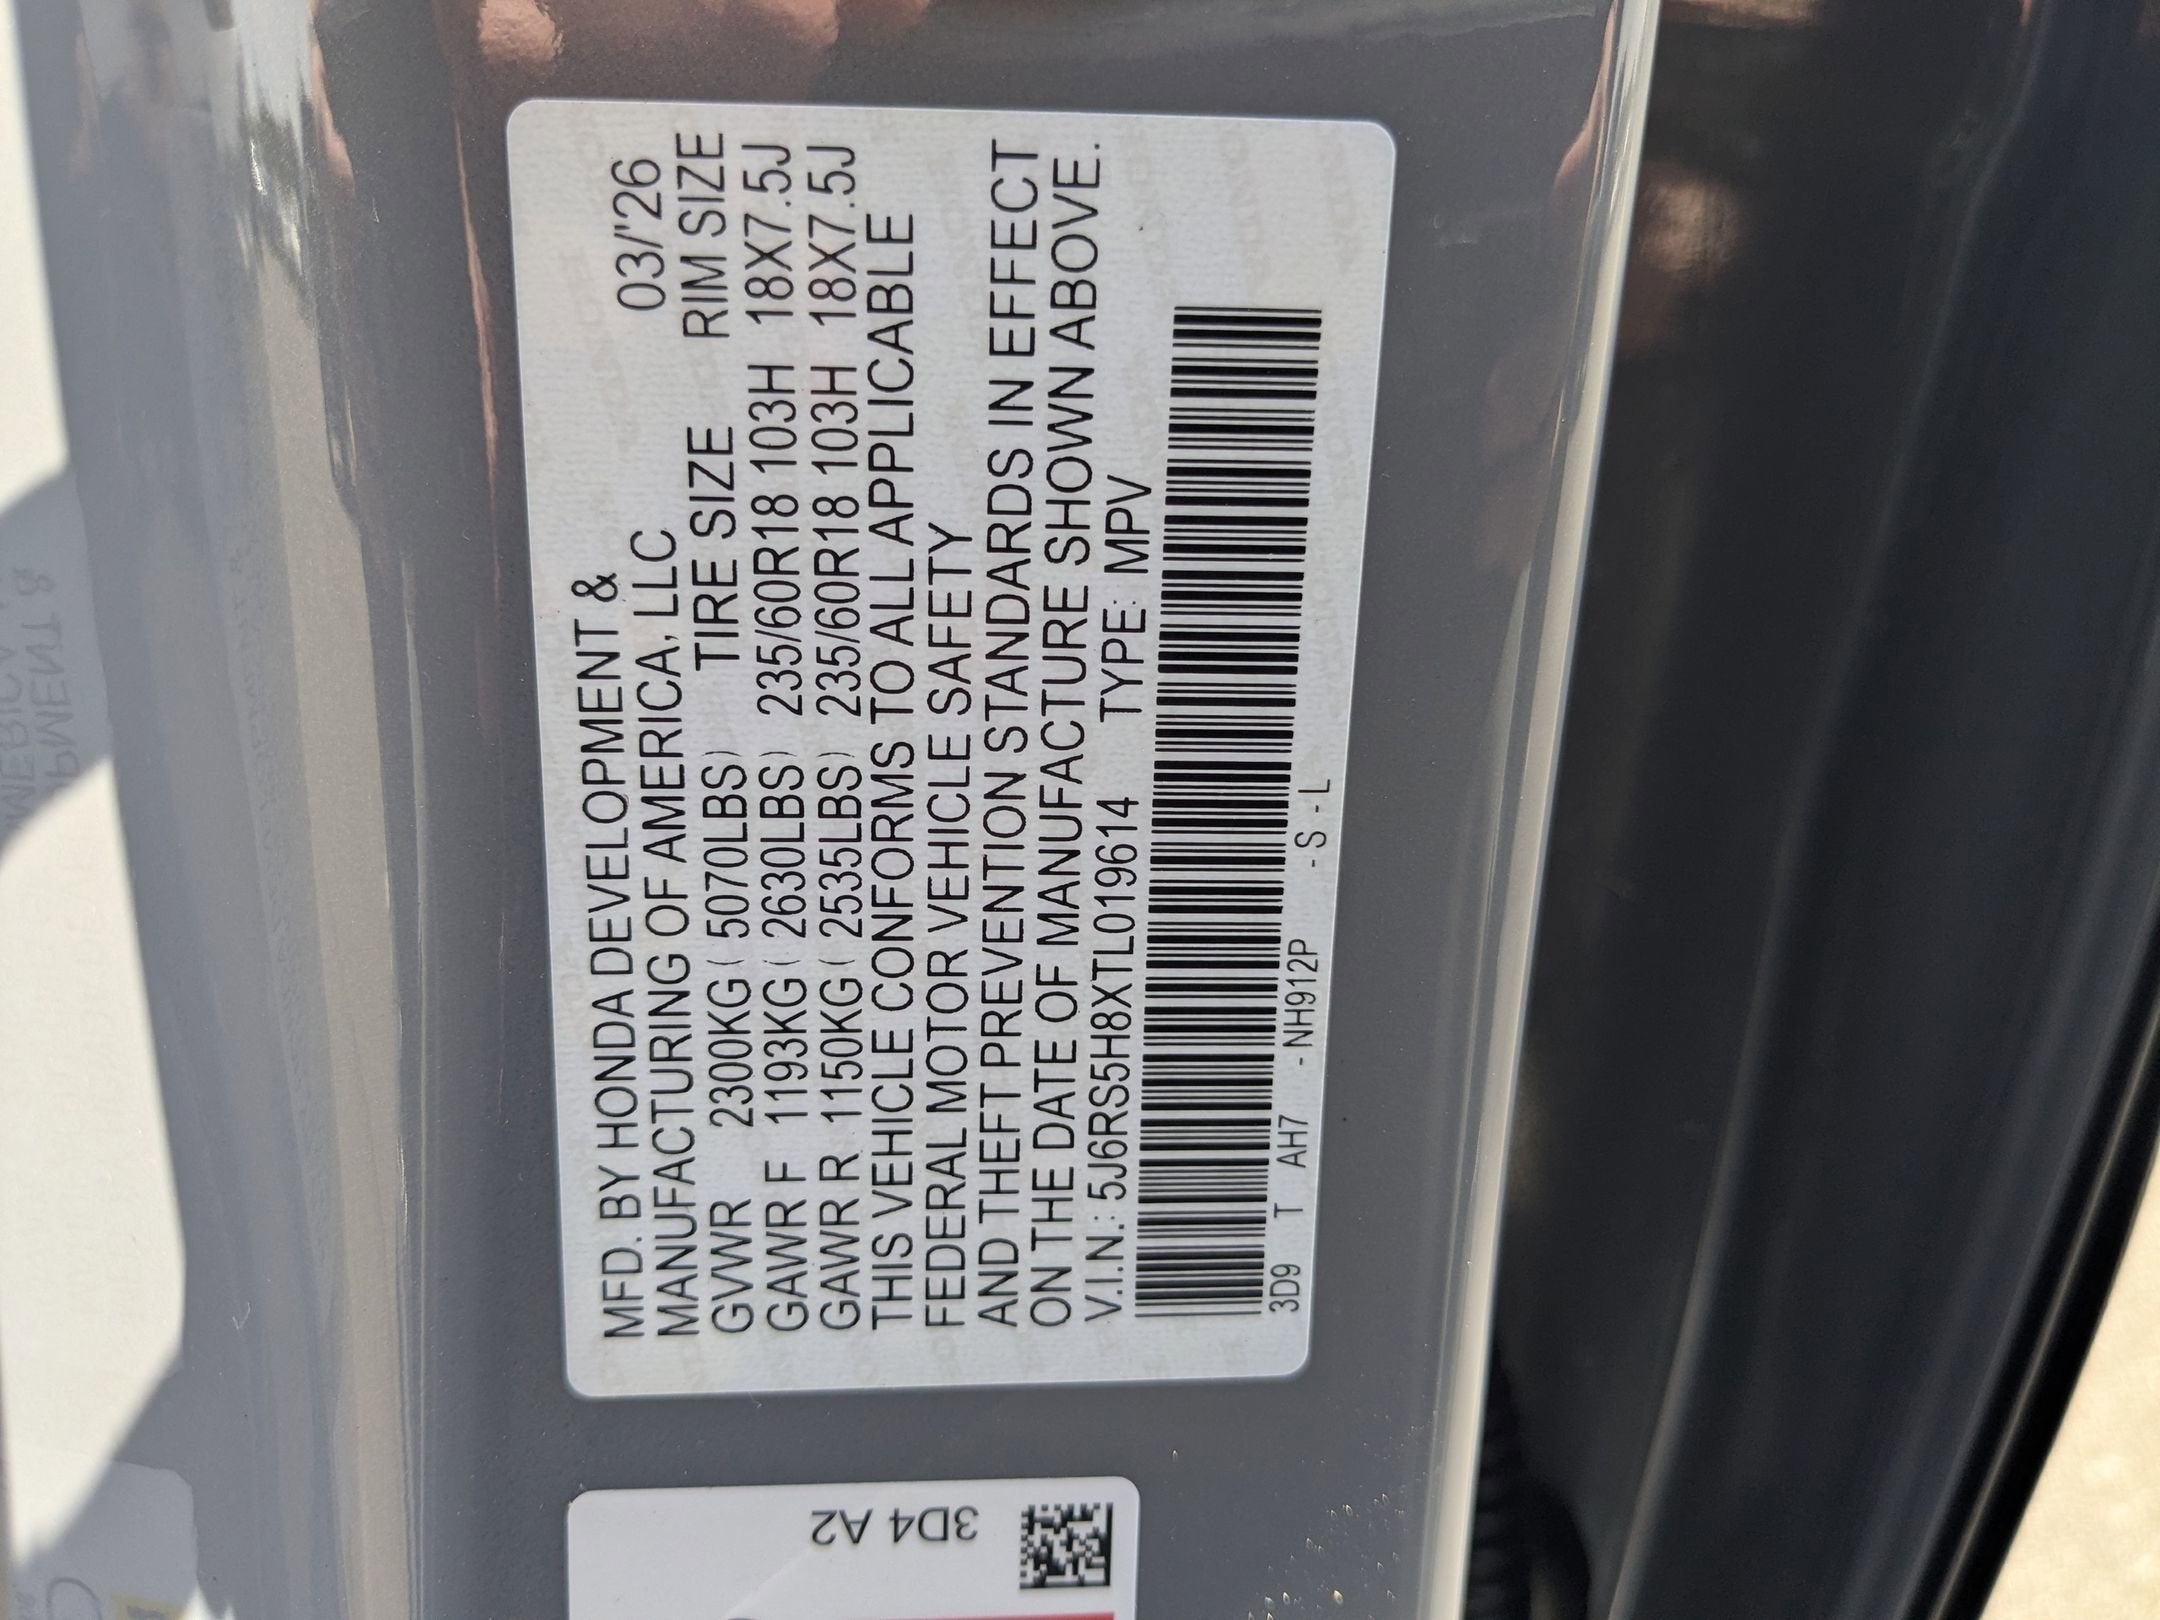 MFD. BY HONDA DEVELOPMENT &
MANUFACTURING OF AMERICA, LLC 03/'26
GVWR 2300KG ( 5070LBS) TIRE SIZE RIM SIZE
GAWR F 1193KG ( 2630LBS) 235/60R18 103H 18X7.5J
GAWR R 1150KG ( 2535LBS) 235/60R18 103H 18X7.5J
THIS VEHICLE CONFORMS TO ALL APPLICABLE
FEDERAL MOTOR VEHICLE SAFETY
AND THEFT PREVENTION STANDARDS IN EFFECT
ON THE DATE OF MANUFACTURE SHOWN ABOVE.
V.I.N.: 5J6RS5H8XTL019614 TYPE: MPV
3D9 T AH7 -NH912P -S -L
3D4 A2